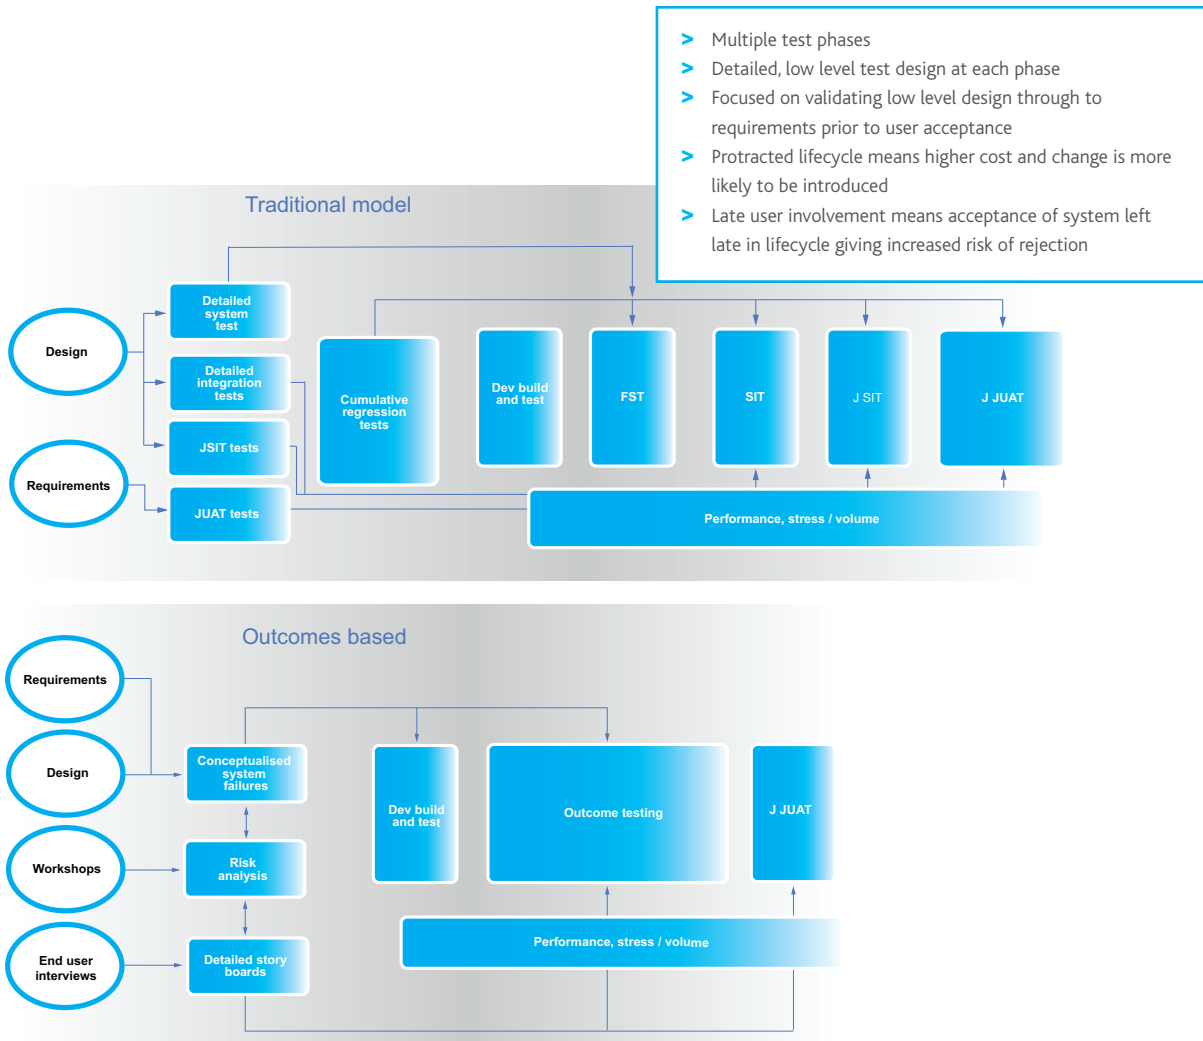 > Multiple test phases
> Detailed, low level test design at each phase
> Focused on validating low level design through to
requirements prior to user acceptance
> Protracted lifecycle means higher cost and change is more
likely to be introduced
> Late user involvement means acceptance of system left
late in lifecycle giving increased risk of rejection
Traditional model
Design
Requirements
Detailed
system
test
Detailed
integration
tests
JSIT tests
JUAT tests
Cumulative
regression
tests
Dev build
and test
FST
SIT
J SIT
J JUAT
Performance, stress / volume
Outcomes based
Requirements
Design
Workshops
End user
interviews
Conceptualised
system
failures
Risk
analysis
Detailed story
boards
Dev build
and test
Outcome testing
J JUAT
Performance, stress / volume